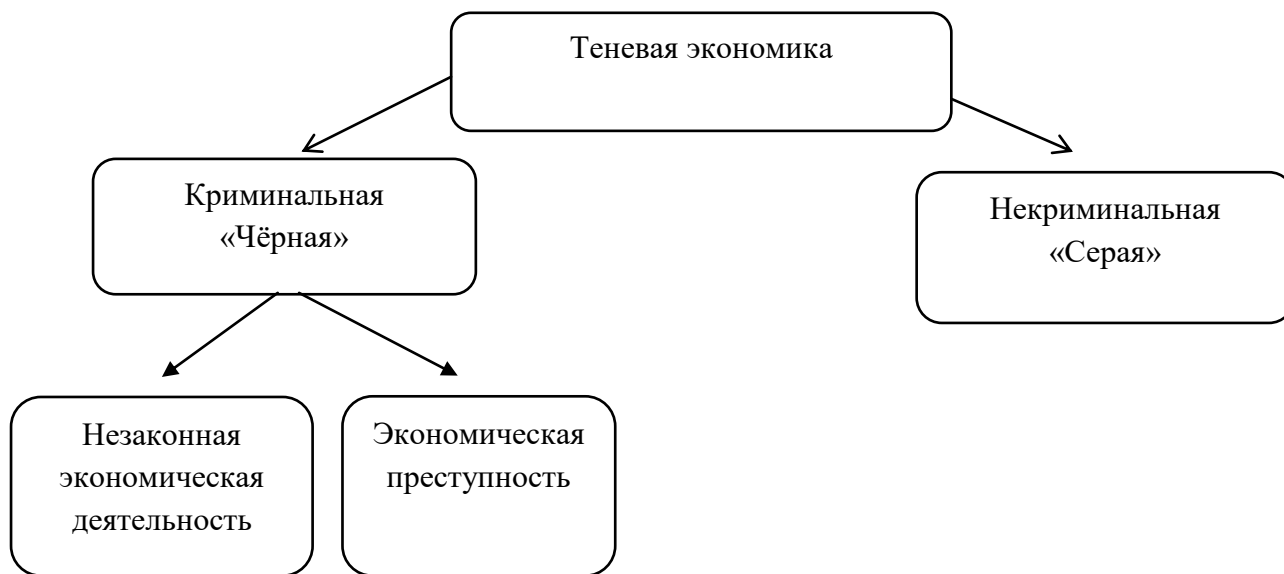 Теневая экономика
Криминальная
«Чёрная»
Некриминальная
«Серая»
Незаконная
экономическая
деятельность
Экономическая
преступность